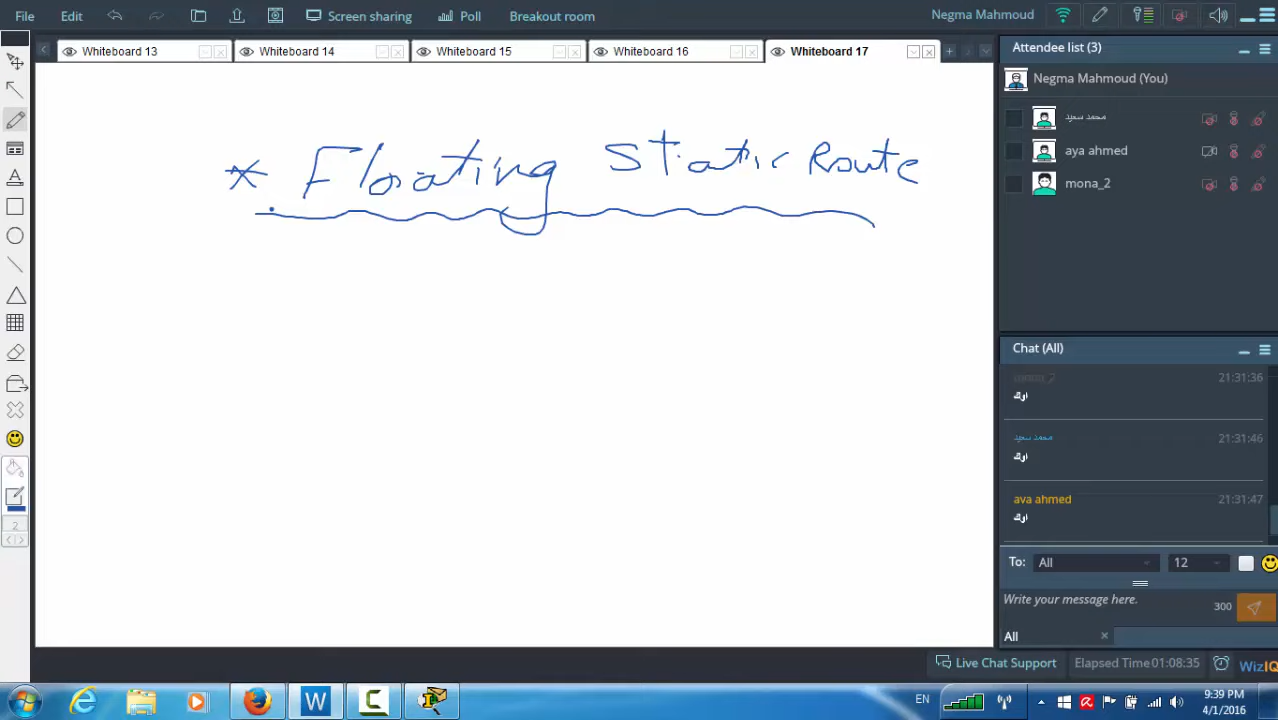 File Edit Screen sharing Poll Breakout room Negma Mahmoud
Whiteboard 13 Whiteboard 14 Whiteboard 15 Whiteboard 16 Whiteboard 17
* Floating Static Route
2
Attendee list (3)
Negma Mahmoud (You)
محمد سعيد
aya ahmed
mona_2
Chat (All)
mona_2 21:31:36
اوك
محمد سعيد 21:31:46
اوك
aya ahmed 21:31:47
اوك
To: All 12
Write your message here.
300
All
Live Chat Support Elapsed Time 01:08:35 WizIQ
W C EN 9:39 PM
4/1/2016